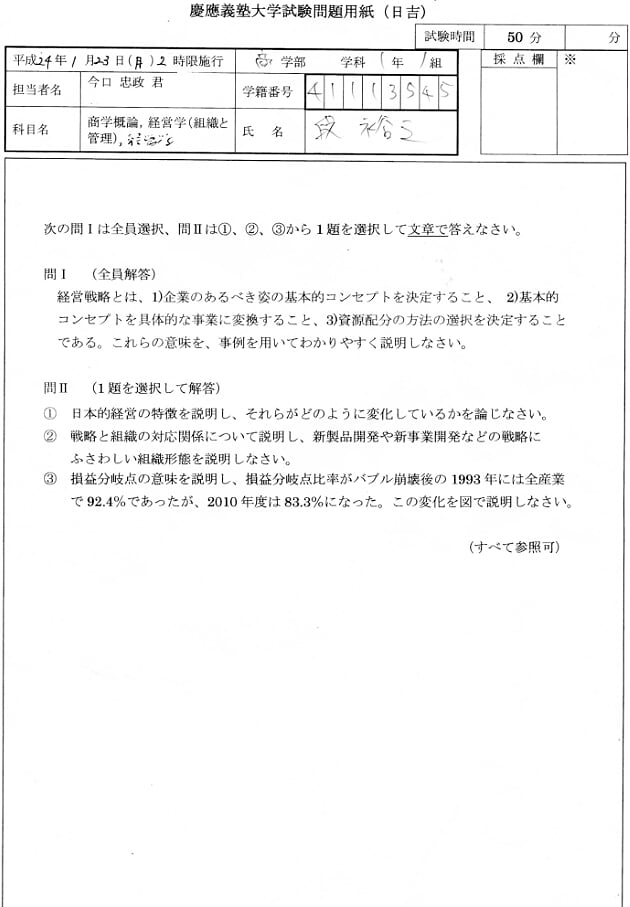 慶應義塾大学試験問題用紙(日吉)
試験時間 50分 分
平成24年1月23日(月)2時限施行 学部 学科 1年 1組 採点欄 ※
担当者名 今口 忠政 君 学籍番号 41113545
科目名 商学概論, 経営学(組織と 氏名
管理),
次の問Ⅰは全員選択、問Ⅱは①、②、③から1題を選択して文章で答えなさい。
問Ⅰ (全員解答)
経営戦略とは、1)企業のあるべき姿の基本的コンセプトを決定すること、 2)基本的
コンセプトを具体的な事業に変換すること、3)資源配分の方法の選択を決定すること
である。これらの意味を、事例を用いてわかりやすく説明しなさい。
問Ⅱ (1題を選択して解答)
① 日本的経営の特徴を説明し、それらがどのように変化しているかを論じなさい。
② 戦略と組織の対応関係について説明し、新製品開発や新事業開発などの戦略に
ふさわしい組織形態を説明しなさい。
③ 損益分岐点の意味を説明し、損益分岐点比率がバブル崩壊後の 1993 年には全産業
で 92.4%であったが、2010 年度は 83.3%になった。この変化を図で説明しなさい。
(すべて参照可)